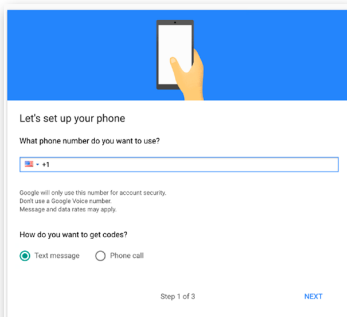 Let's set up your phone
What phone number do you want to use?
+1
Google will only use this number for account security.
Don't use a Google Voice number.
Message and data rates may apply.
How do you want to get codes?
Text message Phone call
Step 1 of 3 NEXT